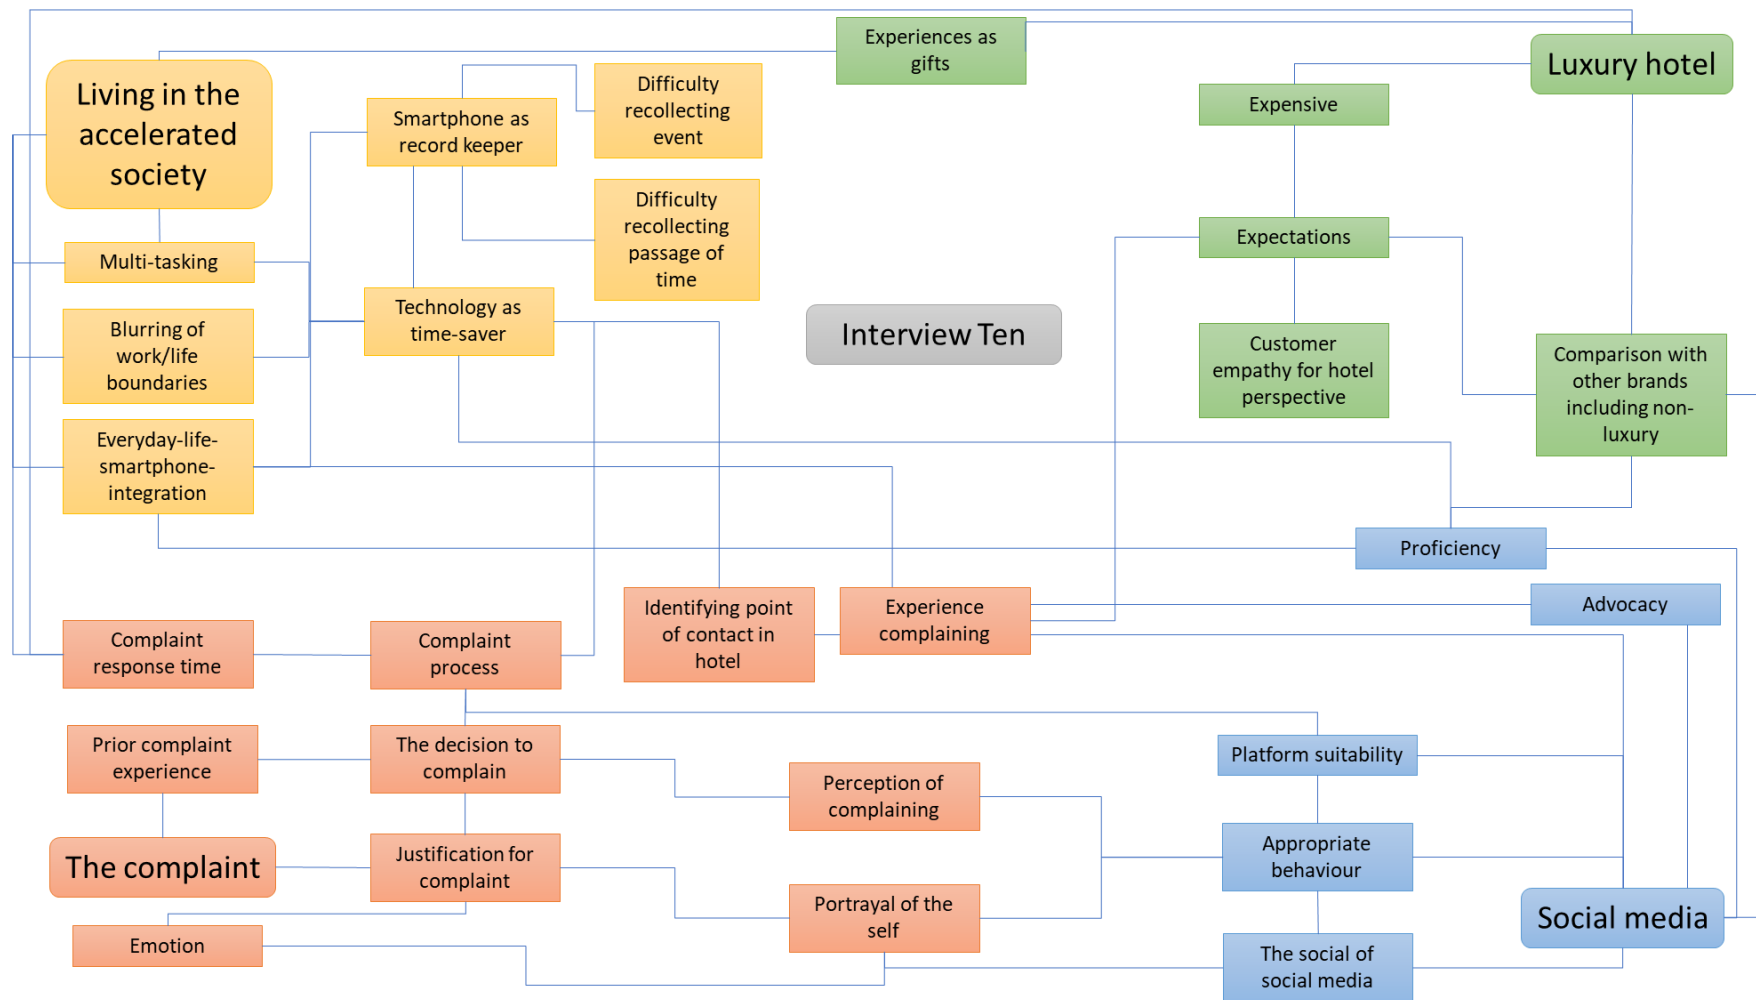 Experiences as
gifts
Luxury hotel
Living in the
accelerated
society
Smartphone as
record keeper
Difficulty
recollecting
event
Expensive
Difficulty
recollecting
passage of
time
Expectations
Multi-tasking
Technology as
time-saver
Interview Ten
Blurring of
work/life
boundaries
Customer
empathy for hotel
perspective
Comparison with
other brands
including non-
luxury
Everyday-life-
smartphone-
integration
Proficiency
Identifying point
of contact in
hotel
Experience
complaining
Advocacy
Complaint
response time
Complaint
process
Prior complaint
experience
The decision to
complain
Platform suitability
Perception of
complaining
The complaint
Justification for
complaint
Appropriate
behaviour
Portrayal of the
self
Social media
Emotion
The social of
social media